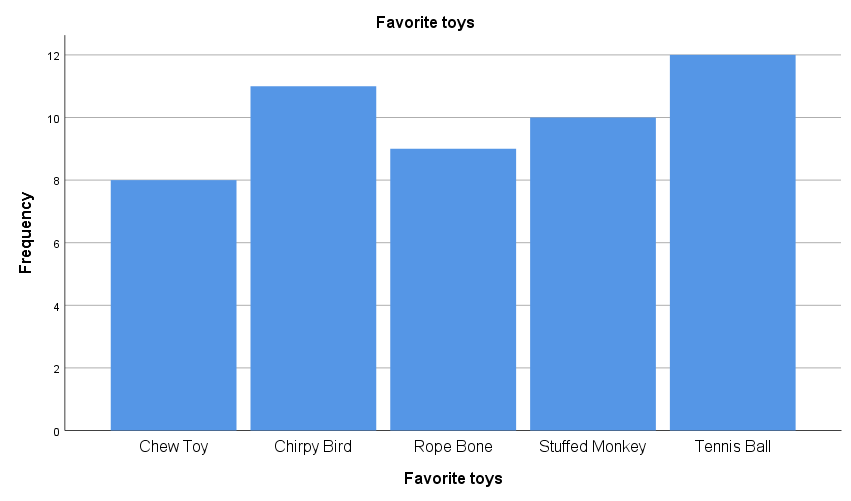 Favorite toys
Frequency
12
10
8
6
4
2
0
Chew Toy Chirpy Bird Rope Bone Stuffed Monkey Tennis Ball
Favorite toys